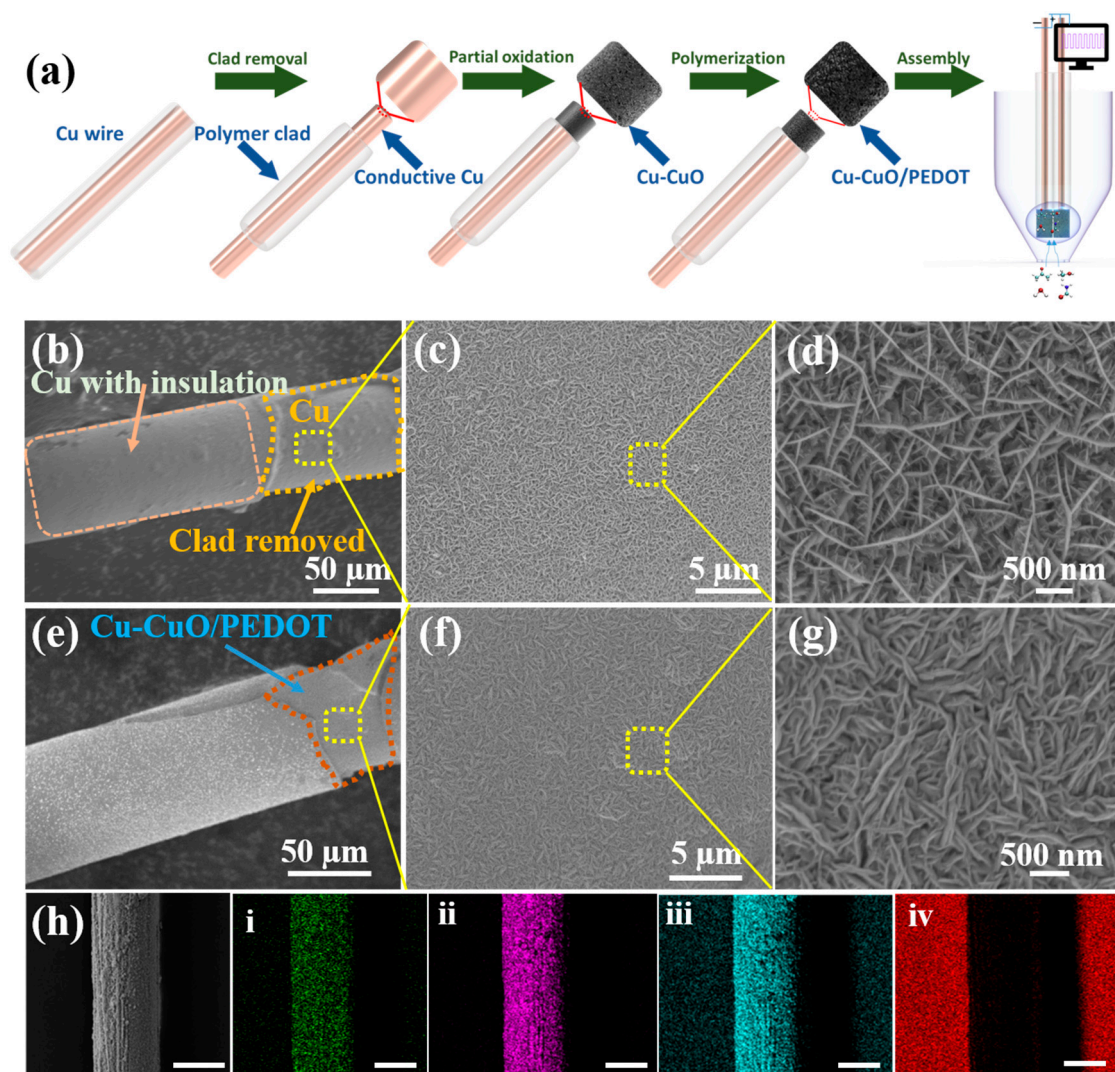 (a)
Clad removal
Partial oxidation
Polymerization
Assembly
Cu wire
Polymer clad
Conductive Cu
Cu-CuO
Cu-CuO/PEDOT
(b)
Cu with insulation
Cu
Clad removed
50 μm
(c)
5 μm
(d)
500 nm
(e)
Cu-CuO/PEDOT
50 μm
(f)
5 μm
(g)
500 nm
(h)
i
ii
iii
iv